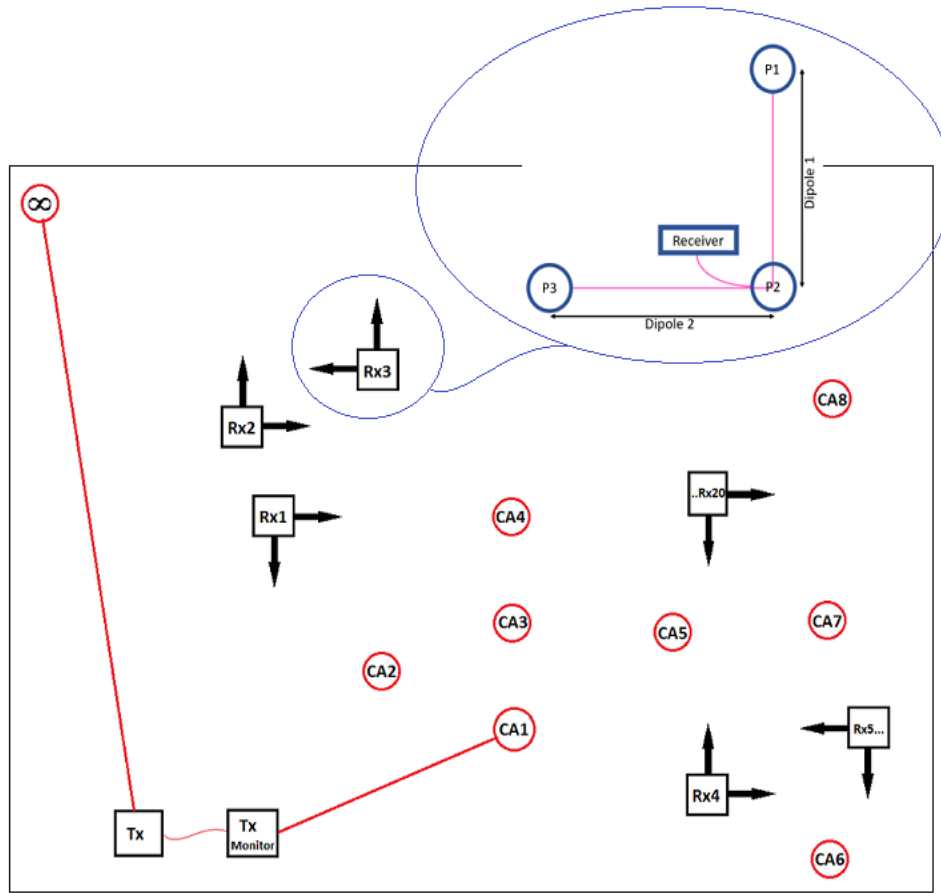 P1
Dipole 1
∞
Receiver
P3
P2
Dipole 2
Rx3
CA8
Rx2
..Rx20
Rx1
CA4
CA3
CA5
CA7
CA2
CA1
Rx5...
Rx4
Tx
Tx
Monitor
CA6